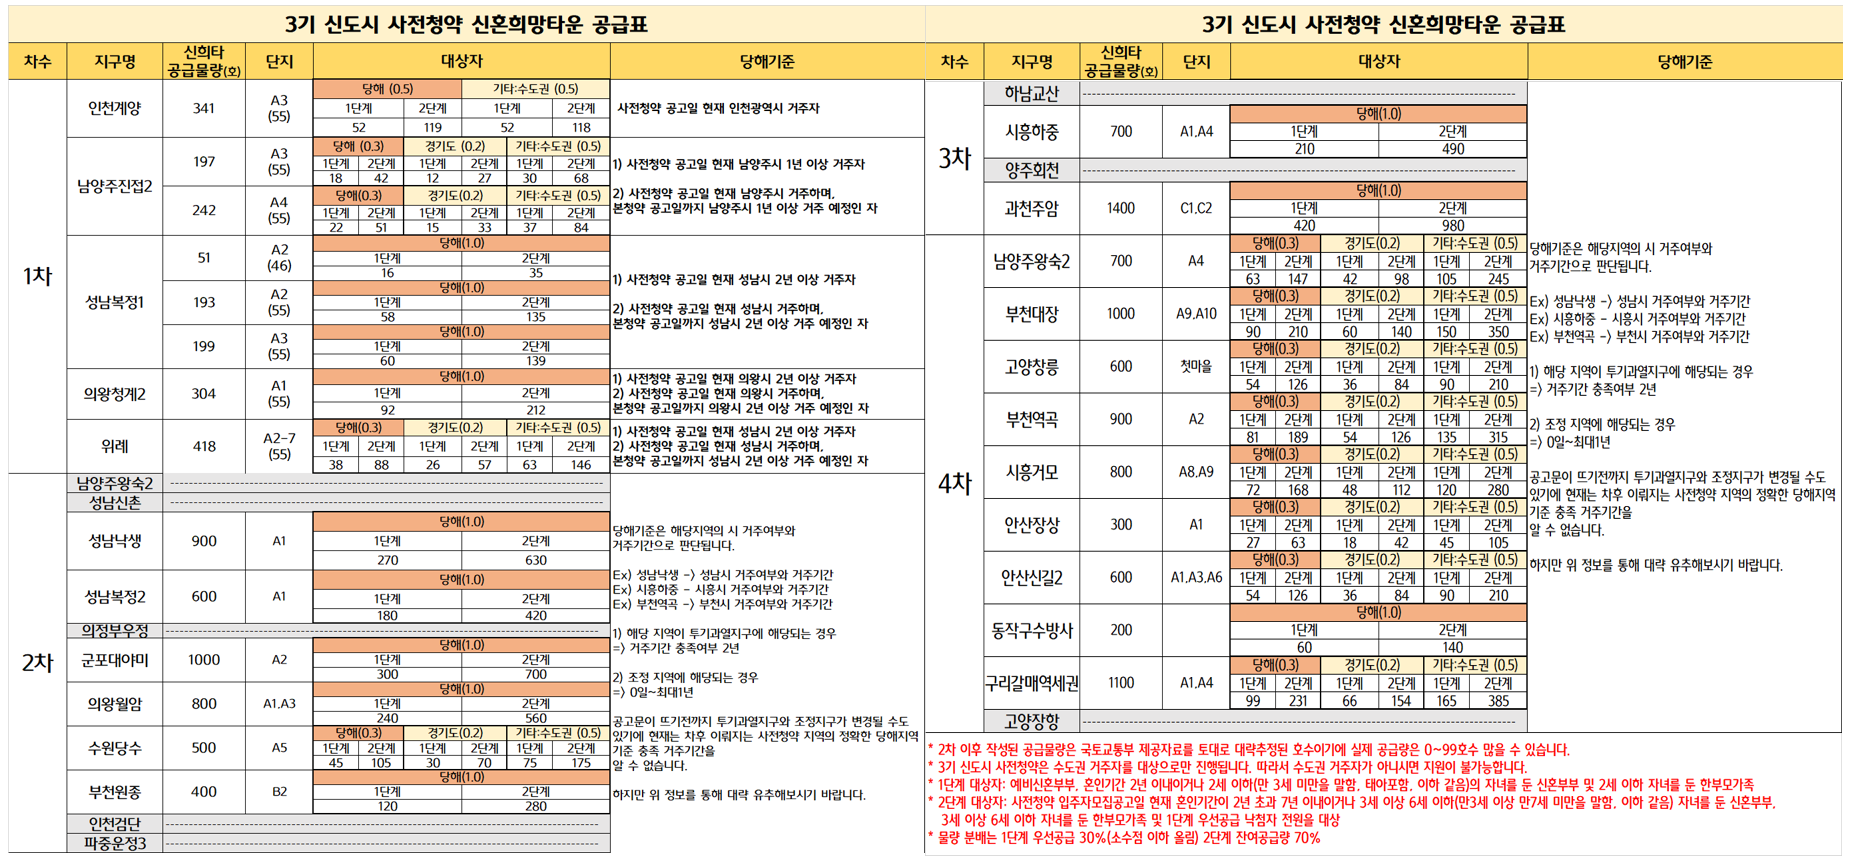 3기 신도시 사전청약 신혼희망타운 공급표
차수 지구명 신희타 공급물량(호) 단지 대상자 당해기준
1차
인천계양 341 A3 (55)
당해 (0.5) 기타:수도권 (0.5)
1단계 2단계 1단계 2단계
52 119 52 118
사전청약 공고일 현재 인천광역시 거주자
남양주진접2
197 A3 (55)
당해 (0.3) 경기도 (0.2) 기타:수도권 (0.5)
1단계 2단계 1단계 2단계 1단계 2단계
18 42 12 27 30 68
242 A4 (55)
당해(0.3) 경기도(0.2) 기타:수도권 (0.5)
1단계 2단계 1단계 2단계 1단계 2단계
22 51 15 33 37 84
1) 사전청약 공고일 현재 남양주시 1년 이상 거주자
2) 사전청약 공고일 현재 남양주시 거주하며,
본청약 공고일까지 남양주시 1년 이상 거주 예정인 자
성남복정1
51 A2 (46)
당해(1.0)
1단계 2단계
16 35
193 A2 (55)
당해(1.0)
1단계 2단계
58 135
199 A3 (55)
당해(1.0)
1단계 2단계
60 139
1) 사전청약 공고일 현재 성남시 2년 이상 거주자
2) 사전청약 공고일 현재 성남시 거주하며,
본청약 공고일까지 성남시 2년 이상 거주 예정인 자
의왕청계2 304 A1 (55)
당해(1.0)
1단계 2단계
92 212
1) 사전청약 공고일 현재 의왕시 2년 이상 거주자
2) 사전청약 공고일 현재 의왕시 거주하며,
본청약 공고일까지 의왕시 2년 이상 거주 예정인 자
위례 418 A2-7 (55)
당해(0.3) 경기도(0.2) 기타:수도권 (0.5)
1단계 2단계 1단계 2단계 1단계 2단계
38 88 26 57 63 146
1) 사전청약 공고일 현재 성남시 2년 이상 거주자
2) 사전청약 공고일 현재 성남시 거주하며,
본청약 공고일까지 성남시 2년 이상 거주 예정인 자
2차
남양주왕숙2
성남신촌
성남낙생 900 A1
당해(1.0)
1단계 2단계
270 630
성남복정2 600 A1
당해(1.0)
1단계 2단계
180 420
의정부우정
군포대야미 1000 A2
당해(1.0)
1단계 2단계
300 700
의왕월암 800 A1,A3
당해(1.0)
1단계 2단계
240 560
수원당수 500 A5
당해(0.3) 경기도(0.2) 기타:수도권 (0.5)
1단계 2단계 1단계 2단계 1단계 2단계
45 105 30 70 75 175
부천원종 400 B2
당해(1.0)
1단계 2단계
120 280
인천검단
파중운정3
당해기준은 해당지역의 시 거주여부와
거주기간으로 판단됩니다.
Ex) 성남낙생 -> 성남시 거주여부와 거주기간
Ex) 시흥하중 - 시흥시 거주여부와 거주기간
Ex) 부천역곡 -> 부천시 거주여부와 거주기간
1) 해당 지역이 투기과열지구에 해당되는 경우
=> 거주기간 충족여부 2년
2) 조정 지역에 해당되는 경우
=> 0일~최대1년
공고문이 뜨기전까지 투기과열지구와 조정지구가 변경될 수도
있기에 현재는 차후 이뤄지는 사전청약 지역의 정확한 당해지역
기준 충족 거주기간을
알 수 없습니다.
하지만 위 정보를 통해 대략 유추해보시기 바랍니다.
3기 신도시 사전청약 신혼희망타운 공급표
차수 지구명 신희타 공급물량(호) 단지 대상자 당해기준
3차
하남교산
시흥하중 700 A1,A4
당해(1.0)
1단계 2단계
210 490
양주회천
과천주암 1400 C1,C2
당해(1.0)
1단계 2단계
420 980
4차
남양주왕숙2 700 A4
당해(0.3) 경기도(0.2) 기타:수도권 (0.5)
1단계 2단계 1단계 2단계 1단계 2단계
63 147 42 98 105 245
부천대장 1000 A9,A10
당해(0.3) 경기도(0.2) 기타:수도권 (0.5)
1단계 2단계 1단계 2단계 1단계 2단계
90 210 60 140 150 350
고양창릉 600 첫마을
당해(0.3) 경기도(0.2) 기타:수도권 (0.5)
1단계 2단계 1단계 2단계 1단계 2단계
54 126 36 84 90 210
부천역곡 900 A2
당해(0.3) 경기도(0.2) 기타:수도권 (0.5)
1단계 2단계 1단계 2단계 1단계 2단계
81 189 54 126 135 315
시흥거모 800 A8,A9
당해(0.3) 경기도(0.2) 기타:수도권 (0.5)
1단계 2단계 1단계 2단계 1단계 2단계
72 168 48 112 120 280
안산장상 300 A1
당해(0.3) 경기도(0.2) 기타:수도권 (0.5)
1단계 2단계 1단계 2단계 1단계 2단계
27 63 18 42 45 105
안산신길2 600 A1,A3,A6
당해(0.3) 경기도(0.2) 기타:수도권 (0.5)
1단계 2단계 1단계 2단계 1단계 2단계
54 126 36 84 90 210
동작구수방사 200
당해(1.0)
1단계 2단계
60 140
구리갈매역세권 1100 A1,A4
당해(0.3) 경기도(0.2) 기타:수도권 (0.5)
1단계 2단계 1단계 2단계 1단계 2단계
99 231 66 154 165 385
고양장항
당해기준은 해당지역의 시 거주여부와
거주기간으로 판단됩니다.
Ex) 성남낙생 -> 성남시 거주여부와 거주기간
Ex) 시흥하중 - 시흥시 거주여부와 거주기간
Ex) 부천역곡 -> 부천시 거주여부와 거주기간
1) 해당 지역이 투기과열지구에 해당되는 경우
=> 거주기간 충족여부 2년
2) 조정 지역에 해당되는 경우
=> 0일~최대1년
공고문이 뜨기전까지 투기과열지구와 조정지구가 변경될 수도
있기에 현재는 차후 이뤄지는 사전청약 지역의 정확한 당해지역
기준 충족 거주기간을
알 수 없습니다.
하지만 위 정보를 통해 대략 유추해보시기 바랍니다.
* 2차 이후 작성된 공급물량은 국토교통부 제공자료를 토대로 대략추정된 호수이기에 실제 공급량은 0~99호수 많을 수 있습니다.
* 3기 신도시 사전청약은 수도권 거주자를 대상으로만 진행됩니다. 따라서 수도권 거주자가 아니시면 지원이 불가능합니다.
* 1단계 대상자: 예비신혼부부, 혼인기간 2년 이내이거나 2세 이하(만 3세 미만을 말함, 태아포함, 이하 같음)의 자녀를 둔 신혼부부 및 2세 이하 자녀를 둔 한부모가족
* 2단계 대상자: 사전청약 입주자모집공고일 현재 혼인기간이 2년 초과 7년 이내이거나 3세 이상 6세 이하(만3세 이상 만7세 미만을 말함, 이하 같음) 자녀를 둔 신혼부부,
3세 이상 6세 이하 자녀를 둔 한부모가족 및 1단계 우선공급 낙첨자 전원을 대상
* 물량 분배는 1단계 우선공급 30%(소수점 이하 올림) 2단계 잔여공급량 70%